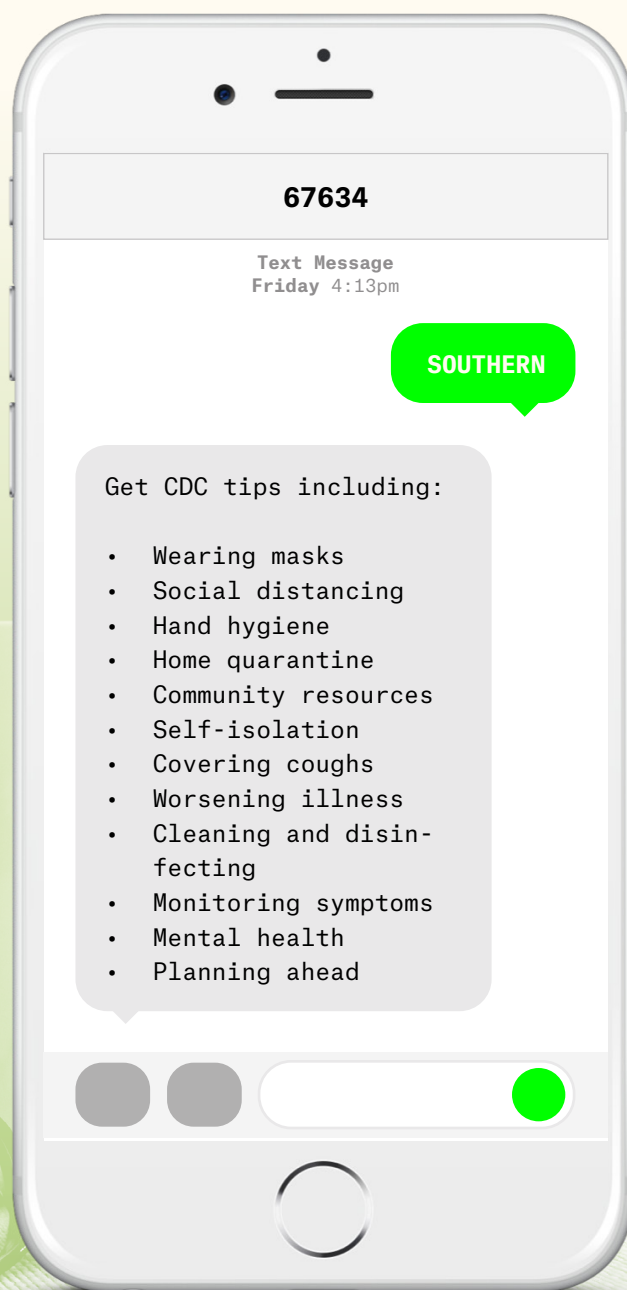 67634
Text Message
Friday 4:13pm
SOUTHERN
Get CDC tips including:
• Wearing masks
• Social distancing
• Hand hygiene
• Home quarantine
• Community resources
• Self-isolation
• Covering coughs
• Worsening illness
• Cleaning and disin-
fecting
• Monitoring symptoms
• Mental health
• Planning ahead